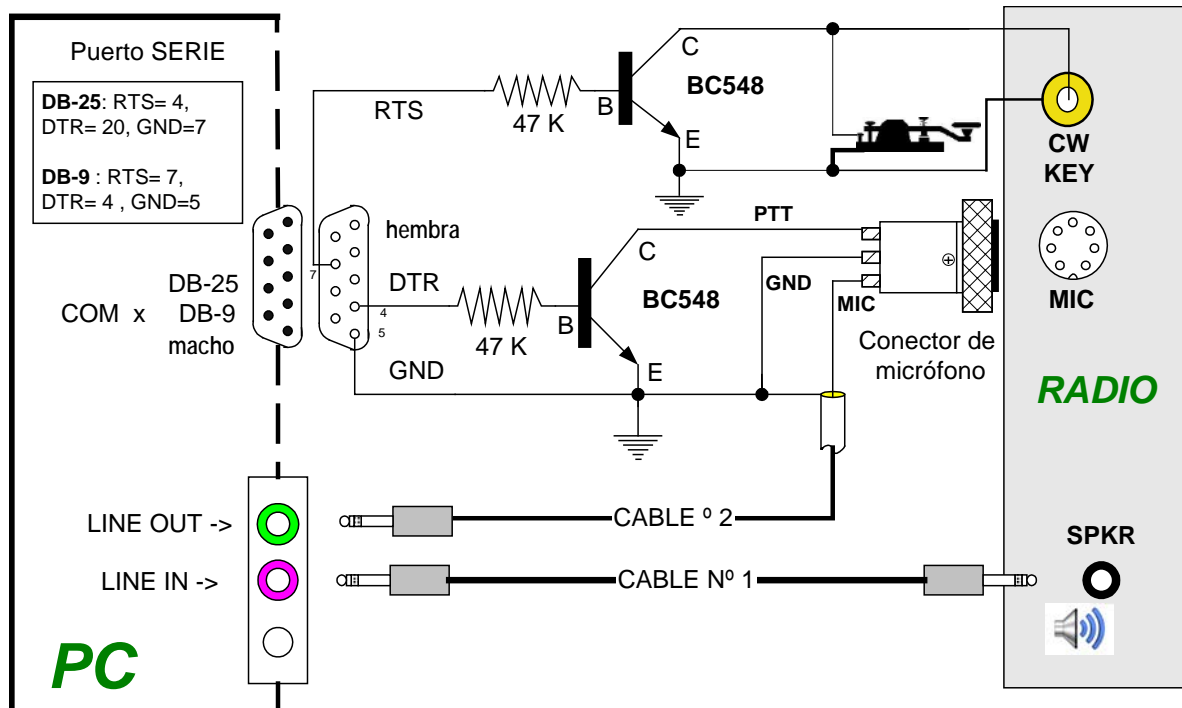 Puerto SERIE
DB-25: RTS= 4,
DTR= 20, GND=7
DB-9 : RTS= 7,
DTR= 4 , GND=5
RTS
47 K
B
C
BC548
E
CW
KEY
hembra
7
DTR
4
5
47 K
B
C
BC548
E
GND
PTT
GND
MIC
Conector de
micrófono
MIC
RADIO
DB-25
COM x DB-9
macho
LINE OUT ->
CABLE º 2
LINE IN ->
CABLE Nº 1
SPKR
PC